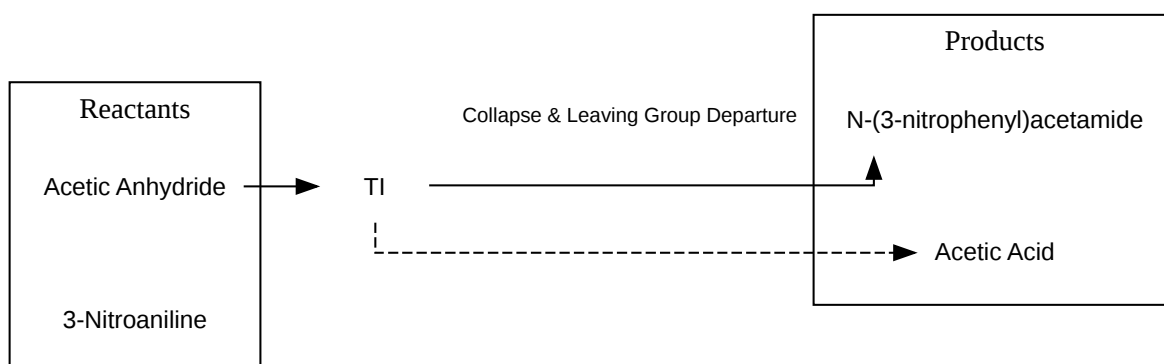 Reactants
Acetic Anhydride
3-Nitroaniline
TI
Collapse & Leaving Group Departure
Products
N-(3-nitrophenyl)acetamide
Acetic Acid